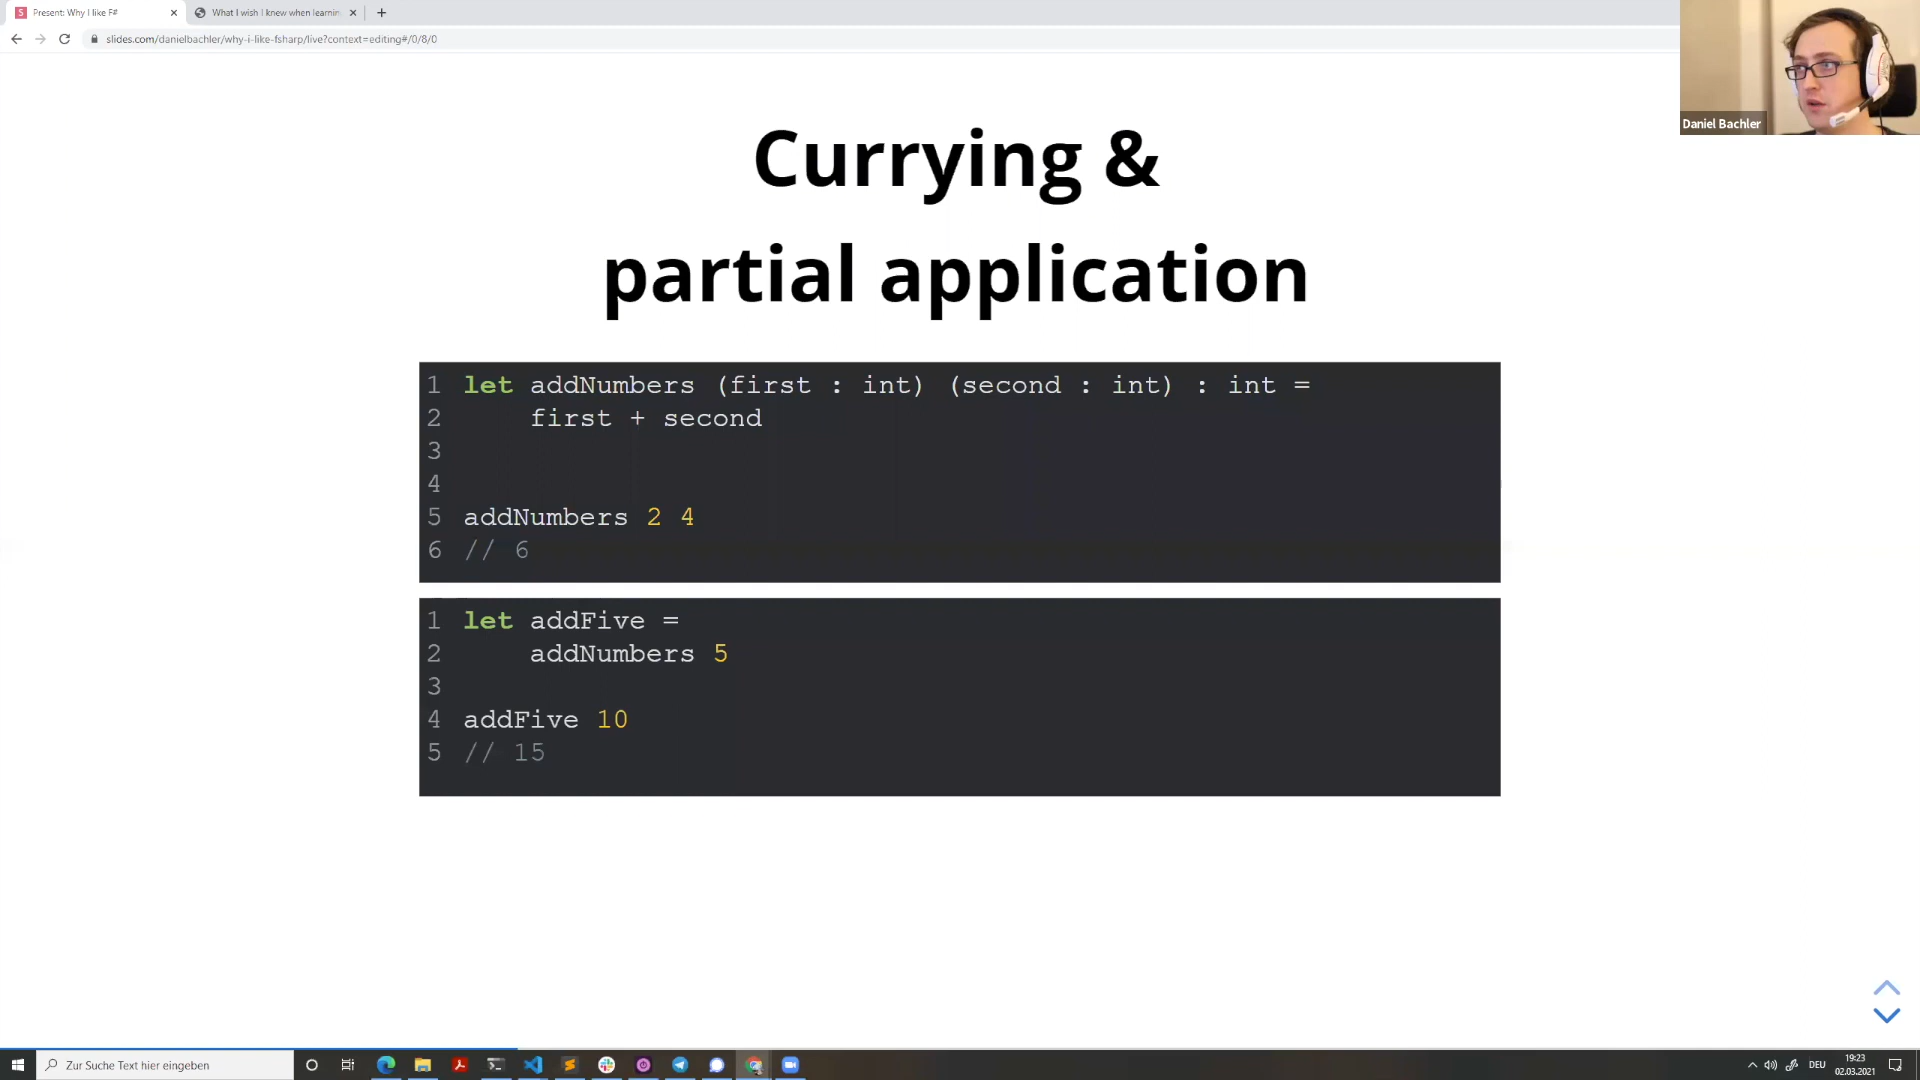 Present: Why I like F#
What I wish I knew when learnin
slides.com/danielbachler/why-i-like-fsharp/live?context=editing#/0/8/0
Daniel Bachler
Currying &
partial application
1 let addNumbers (first : int) (second : int) : int =
2     first + second
3
4
5 addNumbers 2 4
6 // 6
1 let addFive =
2     addNumbers 5
3
4 addFive 10
5 // 15
Zur Suche Text hier eingeben
DEU
19:23
02.03.2021